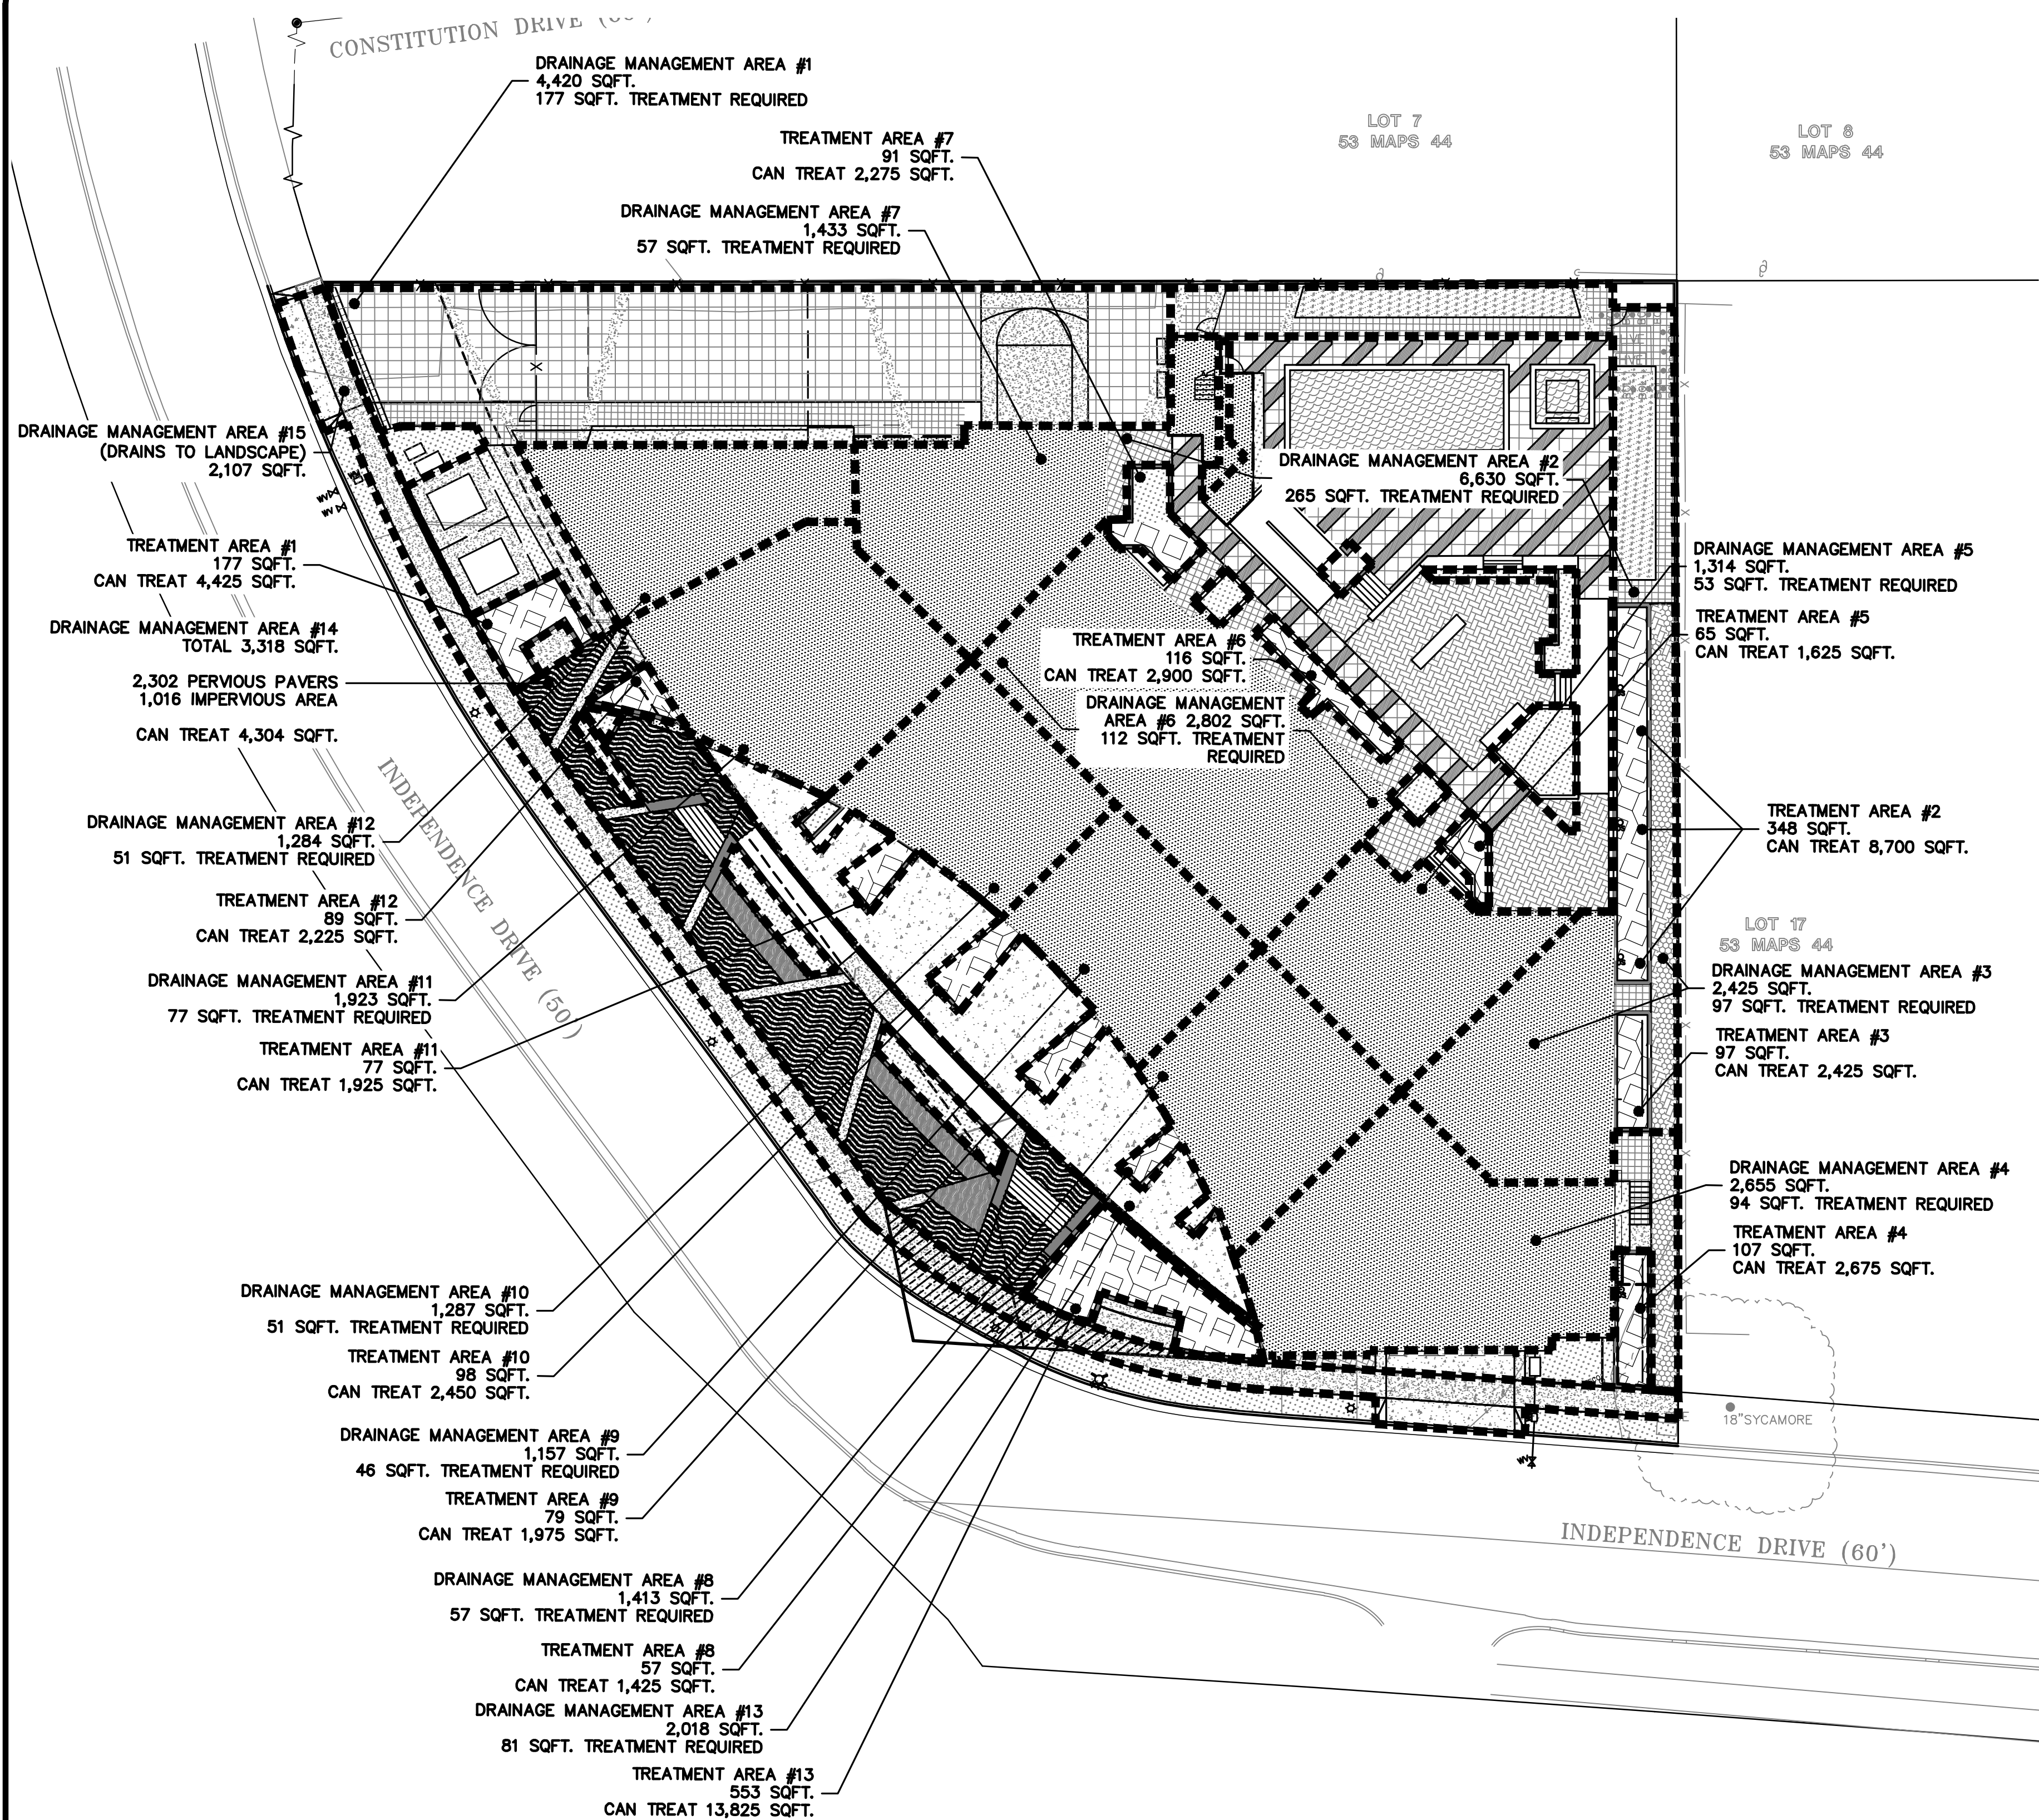 CONSTITUTION DRIVE
DRAINAGE MANAGEMENT AREA #1
4,420 SQFT.
177 SQFT. TREATMENT REQUIRED
TREATMENT AREA #7
91 SQFT.
CAN TREAT 2,275 SQFT.
DRAINAGE MANAGEMENT AREA #7
1,433 SQFT.
57 SQFT. TREATMENT REQUIRED
LOT 7
53 MAPS 44
LOT 8
53 MAPS 44
DRAINAGE MANAGEMENT AREA #15
(DRAINS TO LANDSCAPE)
2,107 SQFT.
WV
WV
DRAINAGE MANAGEMENT AREA #2
6,630 SQFT.
265 SQFT. TREATMENT REQUIRED
TREATMENT AREA #1
177 SQFT.
CAN TREAT 4,425 SQFT.
DRAINAGE MANAGEMENT AREA #5
1,314 SQFT.
53 SQFT. TREATMENT REQUIRED
DRAINAGE MANAGEMENT AREA #14
TOTAL 3,318 SQFT.
2,302 PERVIOUS PAVERS
1,016 IMPERVIOUS AREA
CAN TREAT 4,304 SQFT.
TREATMENT AREA #5
65 SQFT.
CAN TREAT 1,625 SQFT.
TREATMENT AREA #6
116 SQFT.
CAN TREAT 2,900 SQFT.
DRAINAGE MANAGEMENT
AREA #6 2,802 SQFT.
112 SQFT. TREATMENT
REQUIRED
INDEPENDENCE DRIVE (50')
DRAINAGE MANAGEMENT AREA #12
1,284 SQFT.
51 SQFT. TREATMENT REQUIRED
TREATMENT AREA #2
348 SQFT.
CAN TREAT 8,700 SQFT.
TREATMENT AREA #12
89 SQFT.
CAN TREAT 2,225 SQFT.
LOT 17
53 MAPS 44
DRAINAGE MANAGEMENT AREA #11
1,923 SQFT.
77 SQFT. TREATMENT REQUIRED
DRAINAGE MANAGEMENT AREA #3
2,425 SQFT.
97 SQFT. TREATMENT REQUIRED
TREATMENT AREA #11
77 SQFT.
CAN TREAT 1,925 SQFT.
TREATMENT AREA #3
97 SQFT.
CAN TREAT 2,425 SQFT.
DRAINAGE MANAGEMENT AREA #4
2,655 SQFT.
94 SQFT. TREATMENT REQUIRED
TREATMENT AREA #4
107 SQFT.
CAN TREAT 2,675 SQFT.
DRAINAGE MANAGEMENT AREA #10
1,287 SQFT.
51 SQFT. TREATMENT REQUIRED
TREATMENT AREA #10
98 SQFT.
CAN TREAT 2,450 SQFT.
18"SYCAMORE
DRAINAGE MANAGEMENT AREA #9
1,157 SQFT.
46 SQFT. TREATMENT REQUIRED
WV
TREATMENT AREA #9
79 SQFT.
CAN TREAT 1,975 SQFT.
INDEPENDENCE DRIVE (60')
DRAINAGE MANAGEMENT AREA #8
1,413 SQFT.
57 SQFT. TREATMENT REQUIRED
TREATMENT AREA #8
57 SQFT.
CAN TREAT 1,425 SQFT.
DRAINAGE MANAGEMENT AREA #13
2,018 SQFT.
81 SQFT. TREATMENT REQUIRED
TREATMENT AREA #13
553 SQFT.
CAN TREAT 13,825 SQFT.